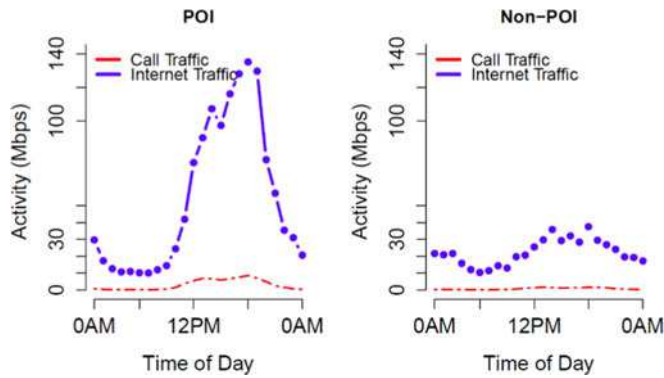 POI
140
100
30
0
Activity (Mbps)
Call Traffic
Internet Traffic
0AM
12PM
0AM
Time of Day
Non-POI
140
100
30
0
Activity (Mbps)
Call Traffic
Internet Traffic
0AM
12PM
0AM
Time of Day